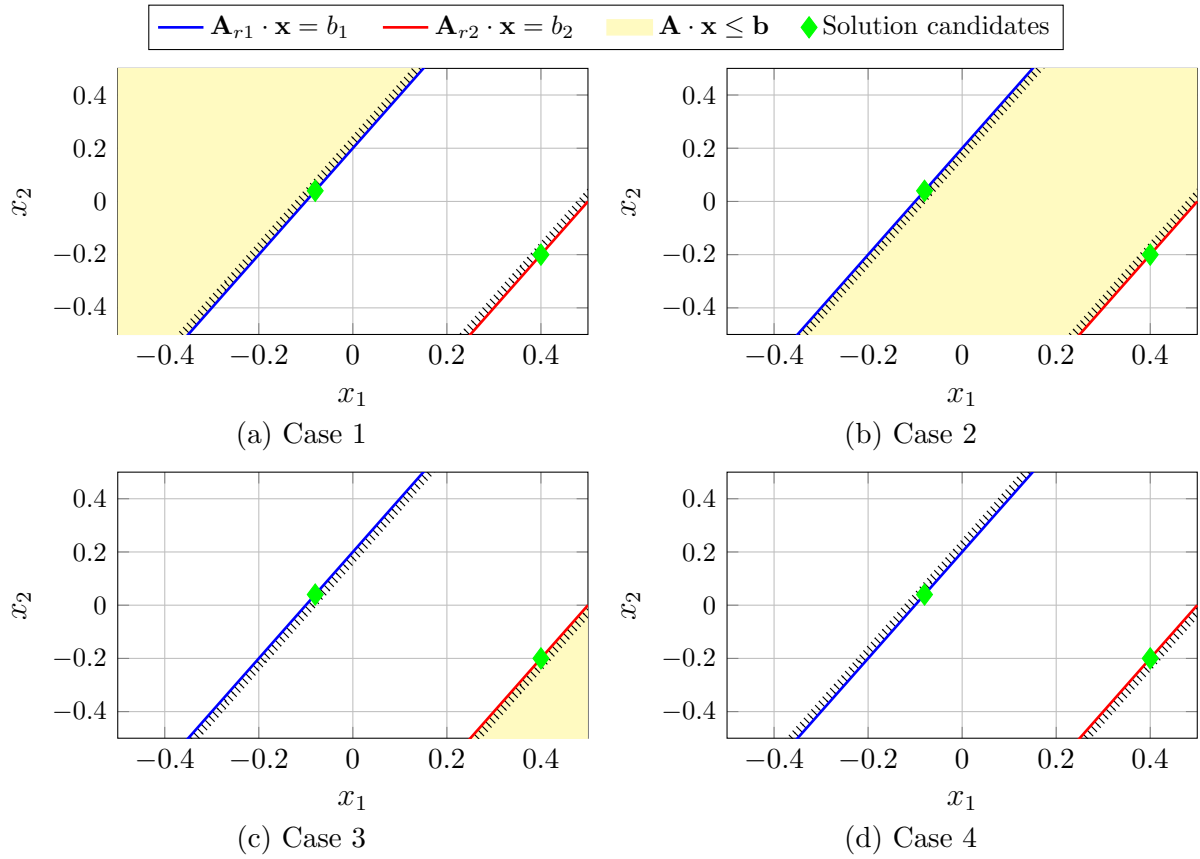 A_{r1} · x = b_1 A_{r2} · x = b_2 A · x ≤ b Solution candidates
0.4
0.2
0
−0.2
−0.4
x_2
−0.4 −0.2 0 0.2 0.4
x_1
(a) Case 1
0.4
0.2
0
−0.2
−0.4
x_2
−0.4 −0.2 0 0.2 0.4
x_1
(b) Case 2
0.4
0.2
0
−0.2
−0.4
x_2
−0.4 −0.2 0 0.2 0.4
x_1
(c) Case 3
0.4
0.2
0
−0.2
−0.4
x_2
−0.4 −0.2 0 0.2 0.4
x_1
(d) Case 4